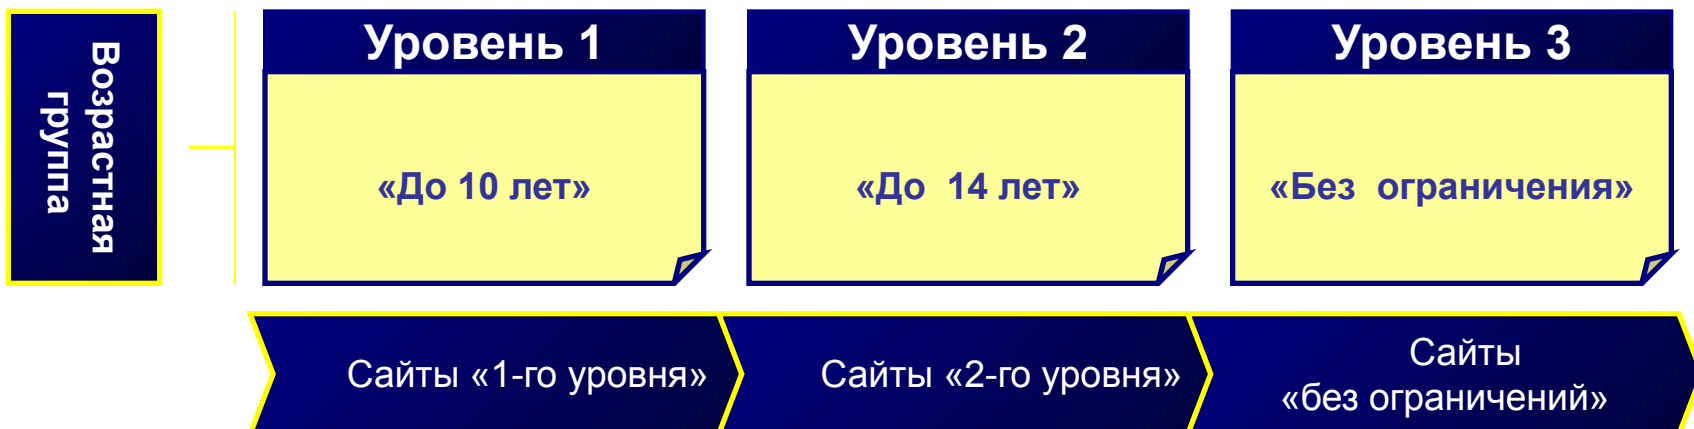 Возрастная
группа
Уровень 1
Уровень 2
Уровень 3
«До 10 лет»
«До  14 лет»
«Без  ограничения»
Сайты «1-го уровня»
Сайты «2-го уровня»
Сайты
«без ограничений»